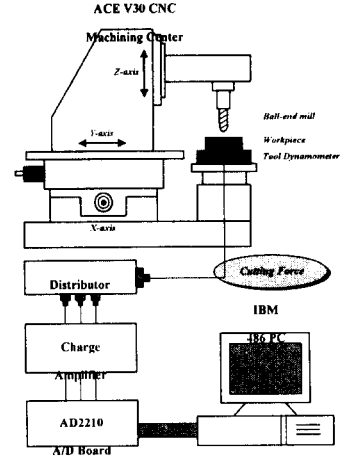 ACE V30 CNC
Machining Center
Z-axis
Y-axis
Ball-end mill
Workpiece
Tool Dynamometer
X-axis
Cutting Force
Distributor
IBM
486 PC
Charge
Amplifier
AD2210
A/D Board